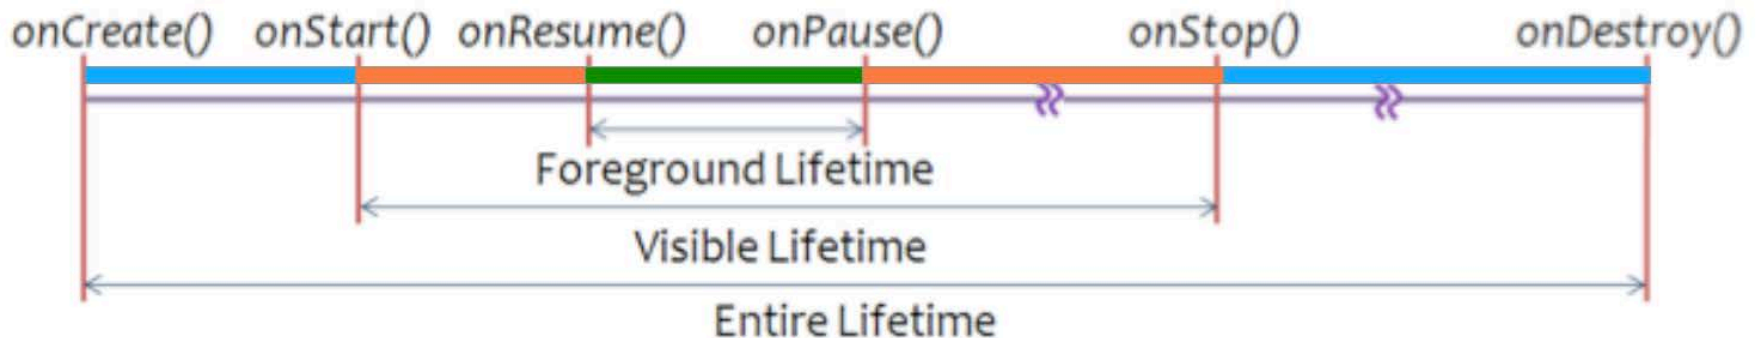 onCreate() onStart() onResume() onPause() onStop() onDestroy()
Foreground Lifetime
Visible Lifetime
Entire Lifetime